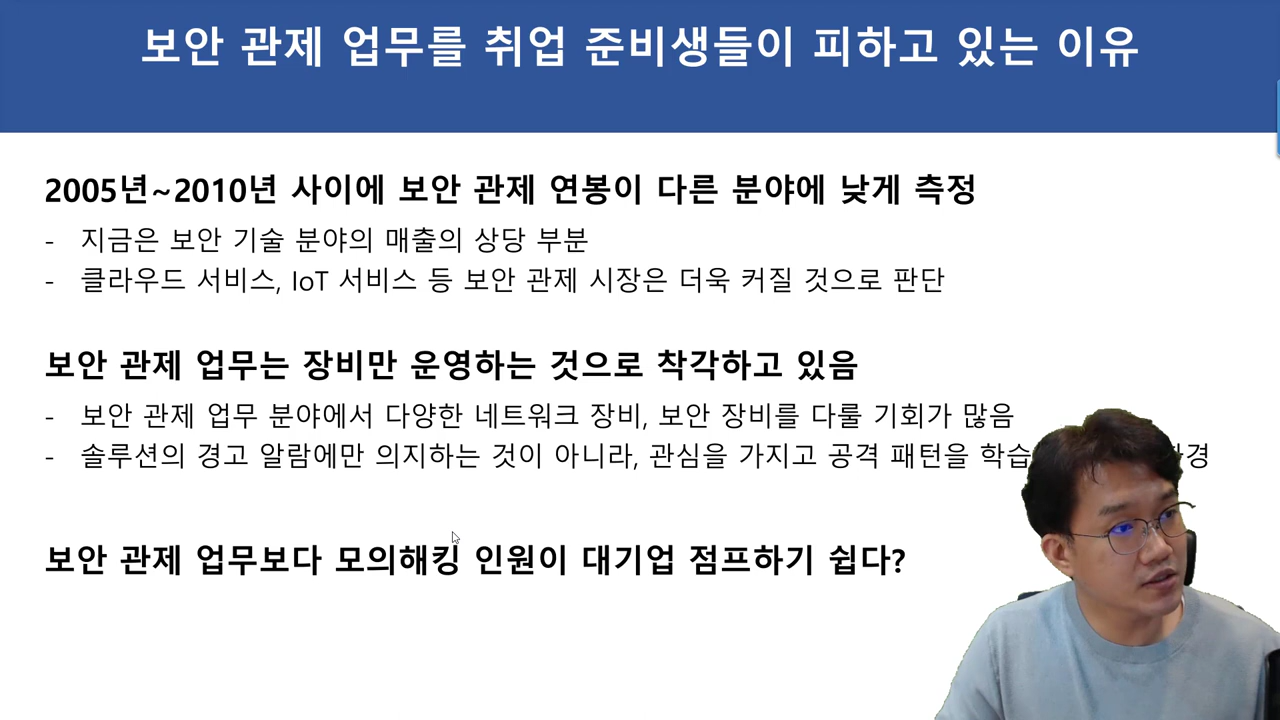 보안 관제 업무를 취업 준비생들이 피하고 있는 이유
2005년~2010년 사이에 보안 관제 연봉이 다른 분야에 낮게 측정
- 지금은 보안 기술 분야의 매출의 상당 부분
- 클라우드 서비스, IoT 서비스 등 보안 관제 시장은 더욱 커질 것으로 판단
보안 관제 업무는 장비만 운영하는 것으로 착각하고 있음
- 보안 관제 업무 분야에서 다양한 네트워크 장비, 보안 장비를 다룰 기회가 많음
- 솔루션의 경고 알람에만 의지하는 것이 아니라, 관심을 가지고 공격 패턴을 학습
보안 관제 업무보다 모의해킹 인원이 대기업 점프하기 쉽다?